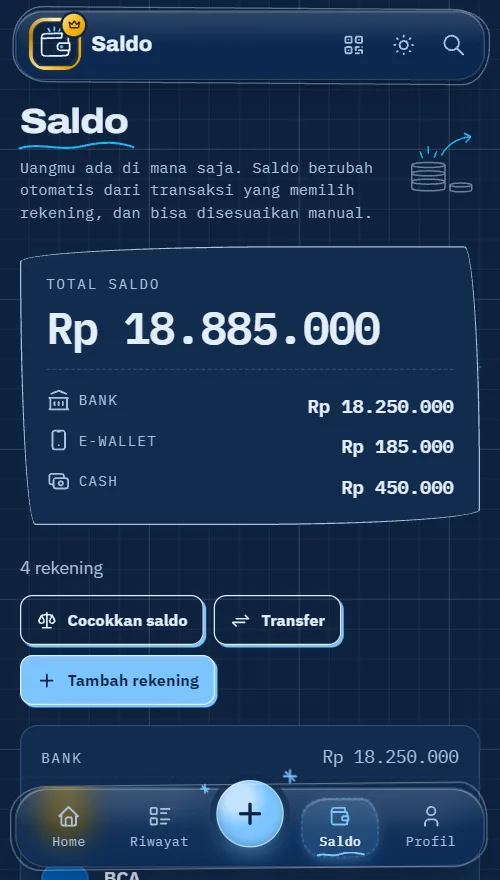 Saldo
Saldo
Uangmu ada di mana saja. Saldo berubah
otomatis dari transaksi yang memilih
rekening, dan bisa disesuaikan manual.
TOTAL SALDO
Rp 18.885.000
BANK Rp 18.250.000
E-WALLET Rp 185.000
CASH Rp 450.000
4 rekening
Cocokkan saldo Transfer
Tambah rekening
BANK Rp 18.250.000
Home Riwayat Saldo Profil
BCA